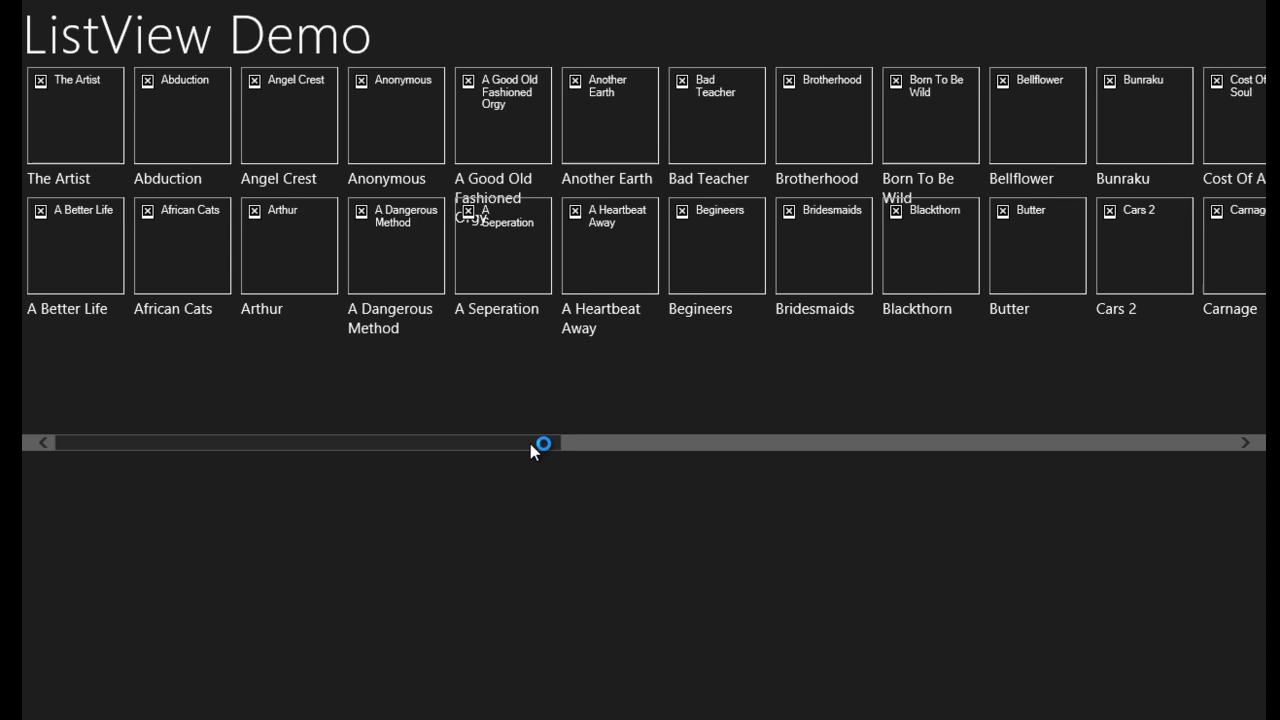 ListView Demo
The Artist
Abduction
Angel Crest
Anonymous
A Good Old
Fashioned
Orgy
Another
Earth
Bad
Teacher
Brotherhood
Born To Be
Wild
Bellflower
Bunraku
Cost Of
Soul
The Artist
Abduction
Angel Crest
Anonymous
A Good Old
Fashioned
Orgy
Another Earth
Bad Teacher
Brotherhood
Born To Be
Wild
Bellflower
Bunraku
Cost Of A
A Better Life
African Cats
Arthur
A Dangerous
Method
A
Seperation
A Heartbeat
Away
Begineers
Bridesmaids
Blackthorn
Butter
Cars 2
Carnag
A Better Life
African Cats
Arthur
A Dangerous
Method
A Seperation
A Heartbeat
Away
Begineers
Bridesmaids
Blackthorn
Butter
Cars 2
Carnage